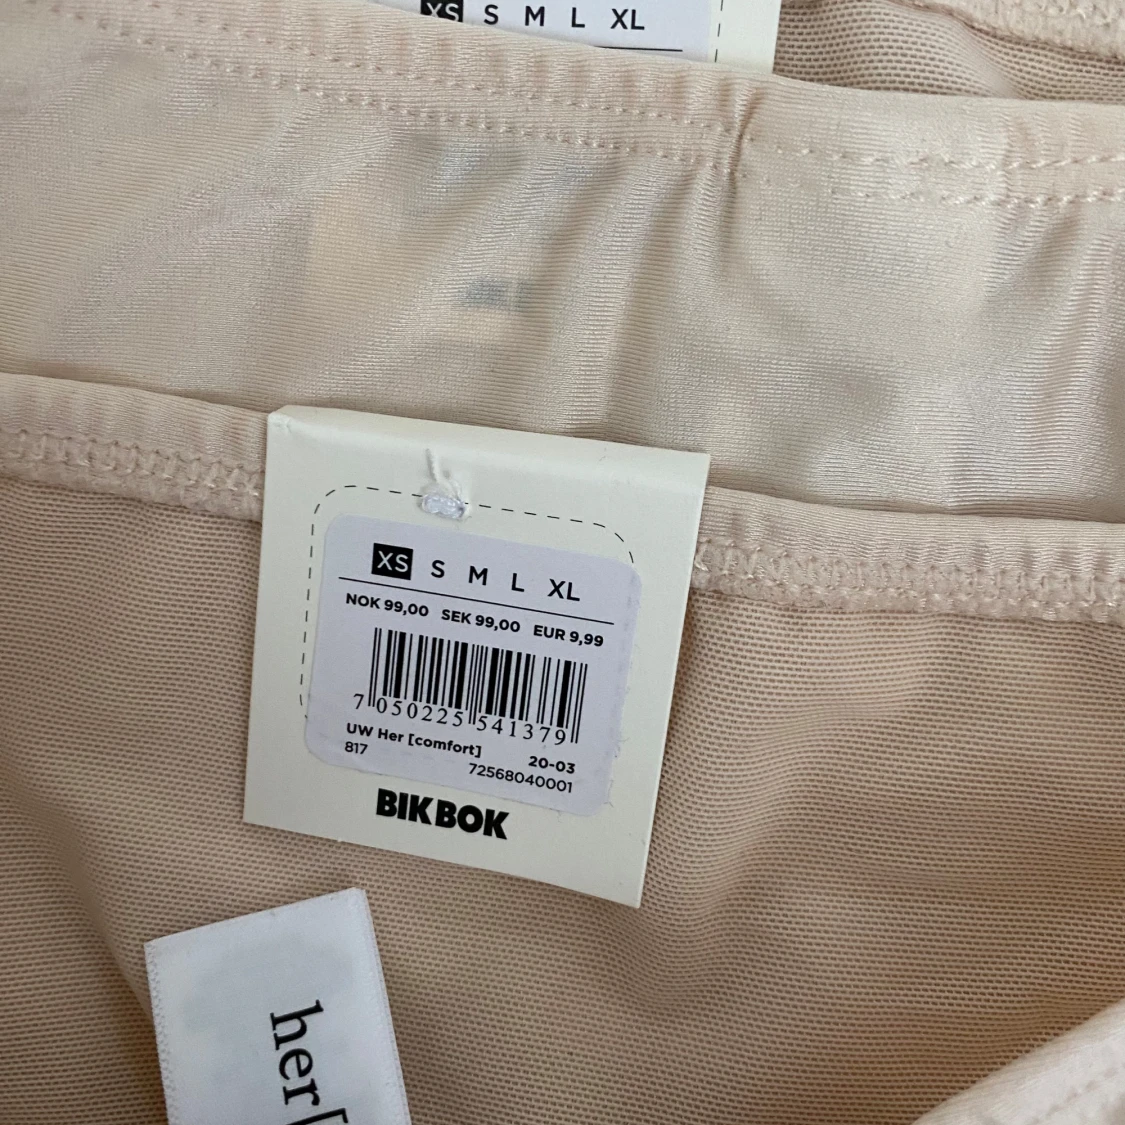 XS S M L XL
XS S M L XL
NOK 99,00 SEK 99,00 EUR 9,99
7 050225 541379
UW Her [comfort] 20-03
817 72568040001
BIKBOK
her[